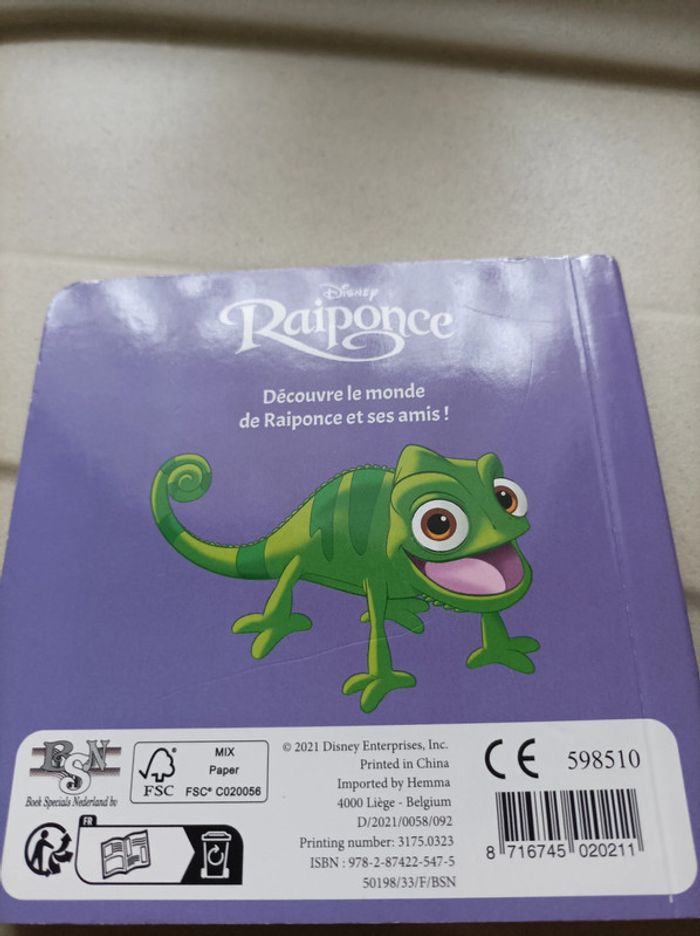 Disney
Raiponce
Découvre le monde
de Raiponce et ses amis !
BSN
Book Specials Nederland bv
FSC
MIX
Paper
FSC® C020056
FR
© 2021 Disney Enterprises, Inc.
Printed in China
Imported by Hemma
4000 Liège - Belgium
D/2021/0058/092
Printing number: 3175.0323
ISBN : 978-2-87422-547-5
50198/33/F/BSN
CE 598510
8 716745 020211